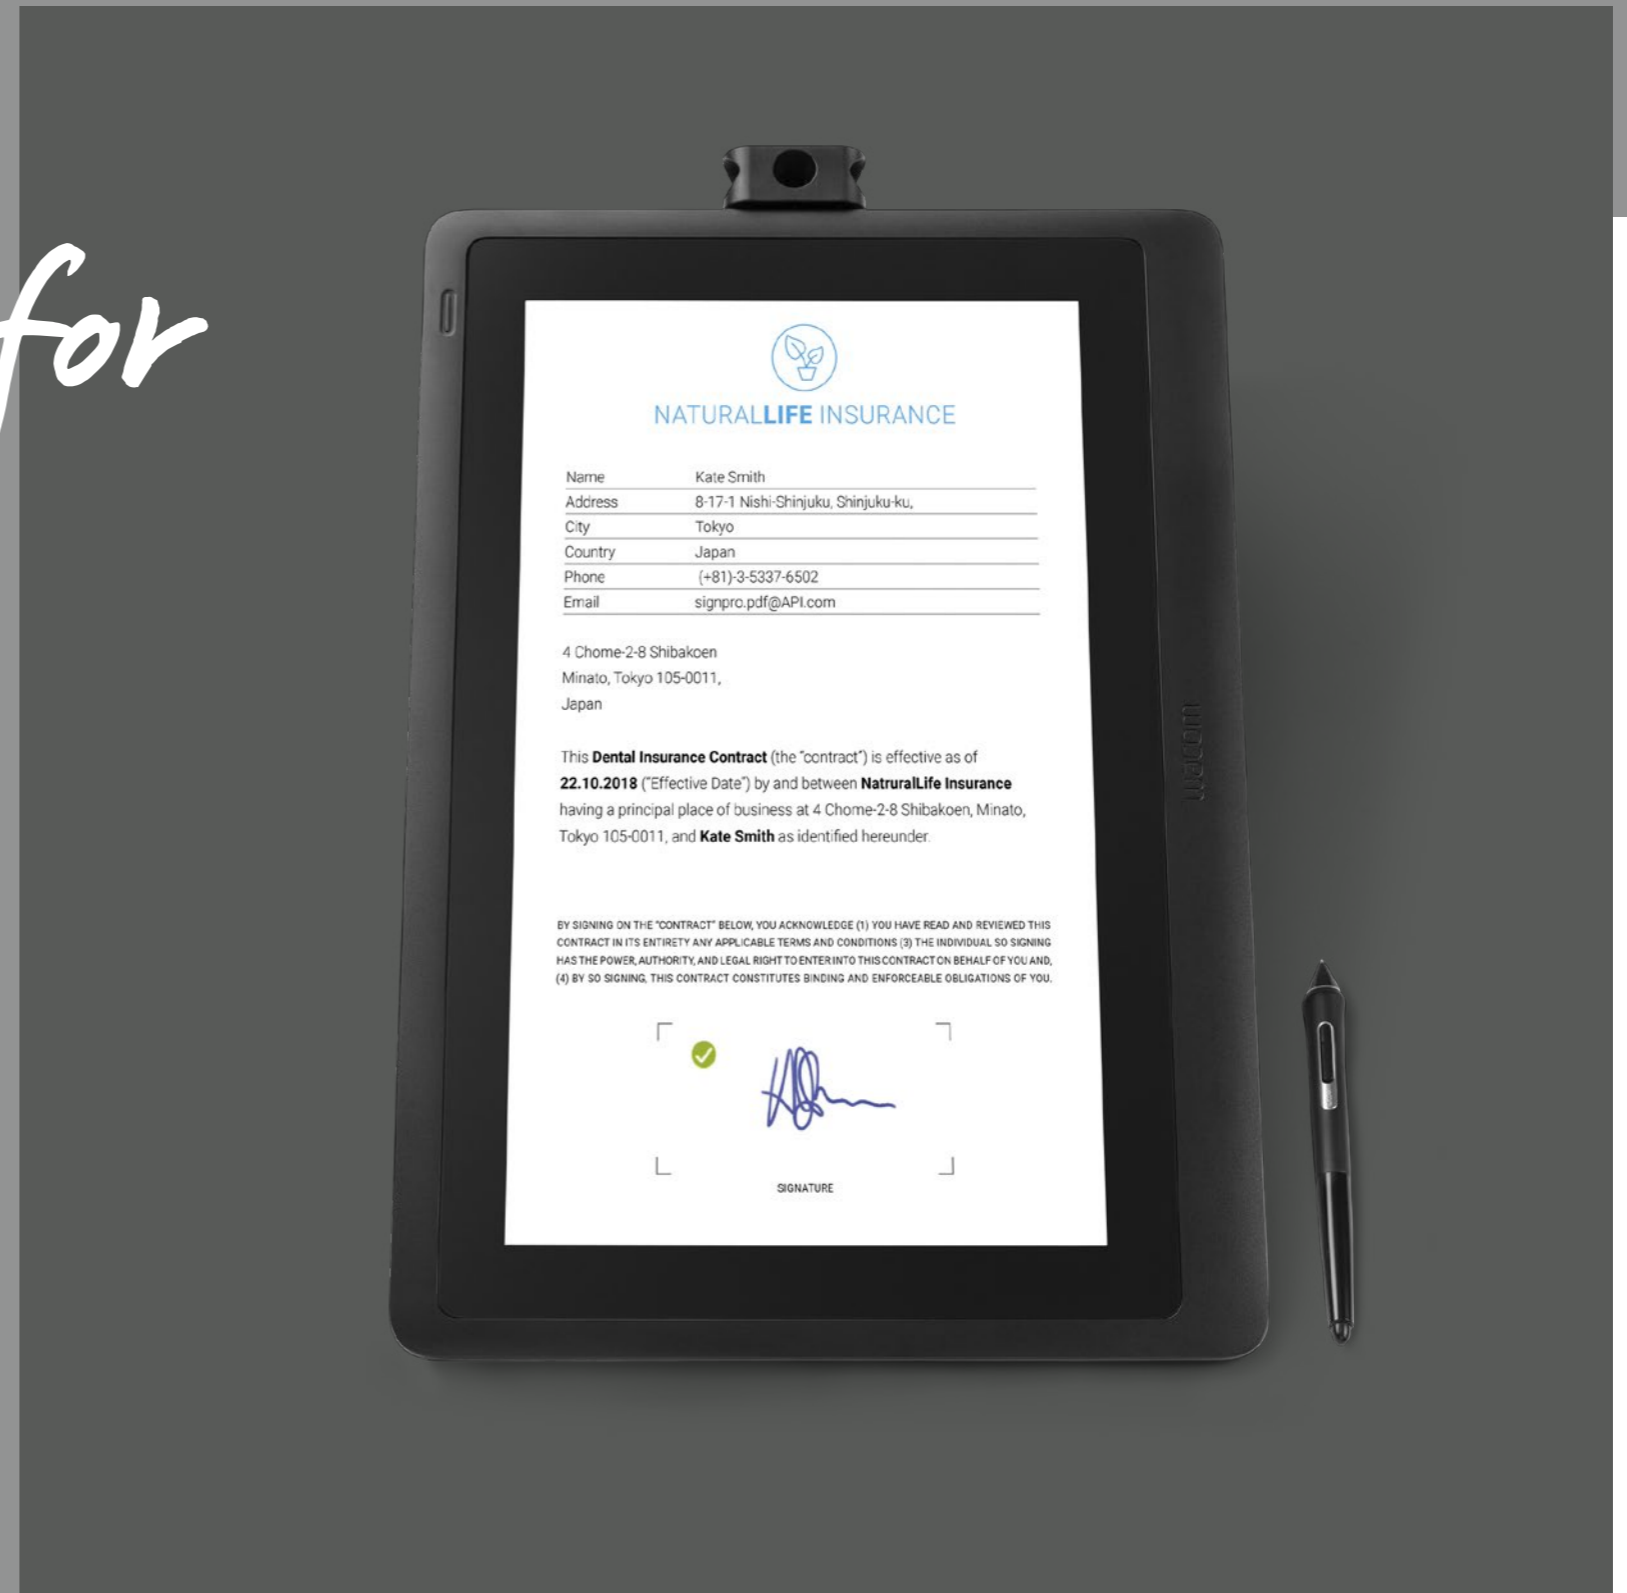 for
NATURALLIFE INSURANCE
Name Kate Smith
Address 8-17-1 Nishi-Shinjuku, Shinjuku-ku,
City Tokyo
Country Japan
Phone (+81)-3-5337-6502
Email signpro.pdf@API.com
4 Chome-2-8 Shibakoen
Minato, Tokyo 105-0011,
Japan
This Dental Insurance Contract (the "contract") is effective as of
22.10.2018 ("Effective Date") by and between NatruralLife Insurance
having a principal place of business at 4 Chome-2-8 Shibakoen, Minato,
Tokyo 105-0011, and Kate Smith as identified hereunder.
BY SIGNING ON THE "CONTRACT" BELOW, YOU ACKNOWLEDGE (1) YOU HAVE READ AND REVIEWED THIS
CONTRACT IN ITS ENTIRETY ANY APPLICABLE TERMS AND CONDITIONS (3) THE INDIVIDUAL SO SIGNING
HAS THE POWER, AUTHORITY, AND LEGAL RIGHT TO ENTER INTO THIS CONTRACT ON BEHALF OF YOU AND,
(4) BY SO SIGNING, THIS CONTRACT CONSTITUTES BINDING AND ENFORCEABLE OBLIGATIONS OF YOU.
SIGNATURE
wacom